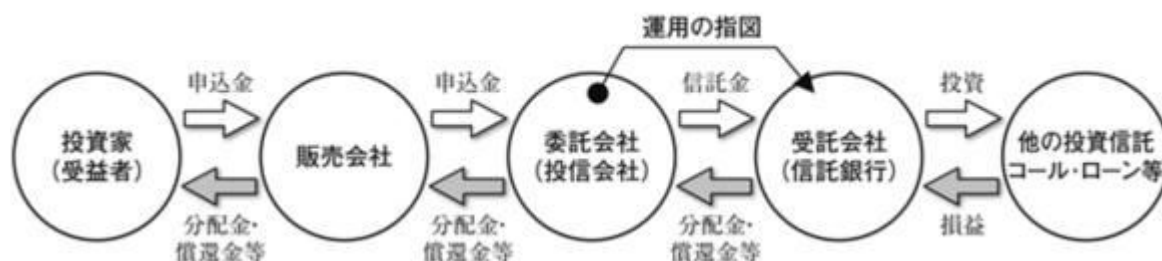 運用の指図
申込金
申込金
信託金
投資
投資家
(受益者)
販売会社
委託会社
(投信会社)
受託会社
(信託銀行)
他の投資信託
コール・ローン等
分配金・
償還金等
分配金・
償還金等
分配金・
償還金等
損益